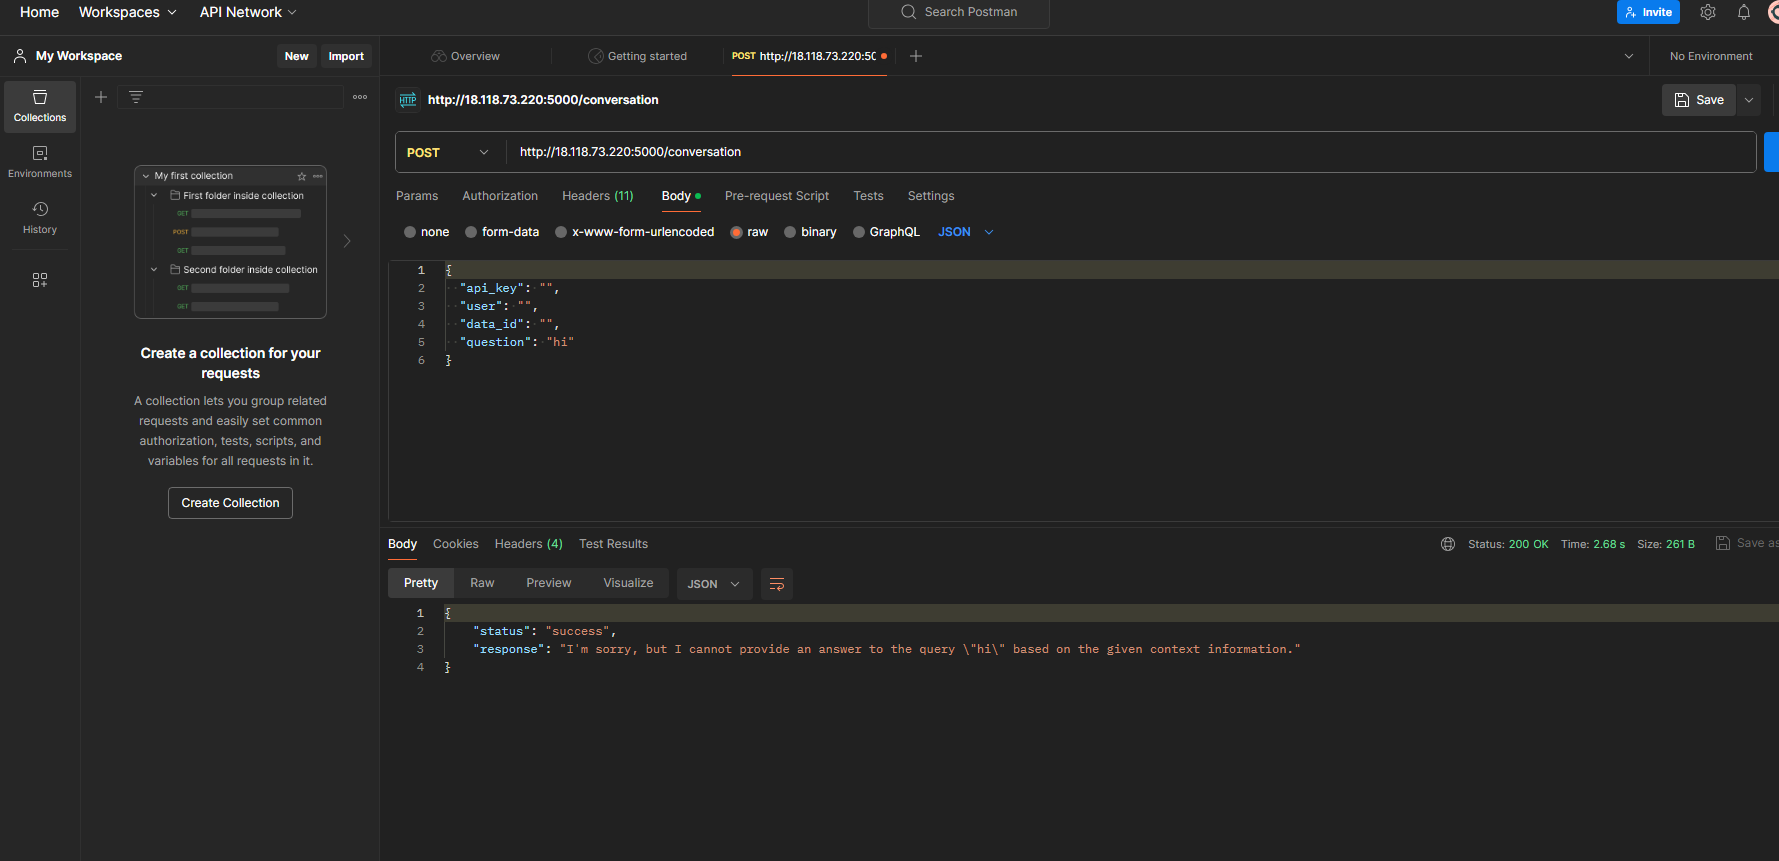 Home Workspaces API Network Search Postman Invite
My Workspace New Import Overview Getting started POST http://18.118.73.220:5C No Environment
Collections
Environments
History
My first collection
First folder inside collection
GET
POST
GET
Second folder inside collection
GET
GET
Create a collection for your
requests
A collection lets you group related
requests and easily set common
authorization, tests, scripts, and
variables for all requests in it.
Create Collection
HTTP http://18.118.73.220:5000/conversation Save
POST http://18.118.73.220:5000/conversation
Params Authorization Headers (11) Body Pre-request Script Tests Settings
none form-data x-www-form-urlencoded raw binary GraphQL JSON
1 {
2 "api_key": "",
3 "user": "",
4 "data_id": "",
5 "question": "hi"
6 }
Body Cookies Headers (4) Test Results Status: 200 OK Time: 2.68 s Size: 261 B Save as
Pretty Raw Preview Visualize JSON
1 {
2 "status": "success",
3 "response": "I'm sorry, but I cannot provide an answer to the query \"hi\" based on the given context information."
4 }